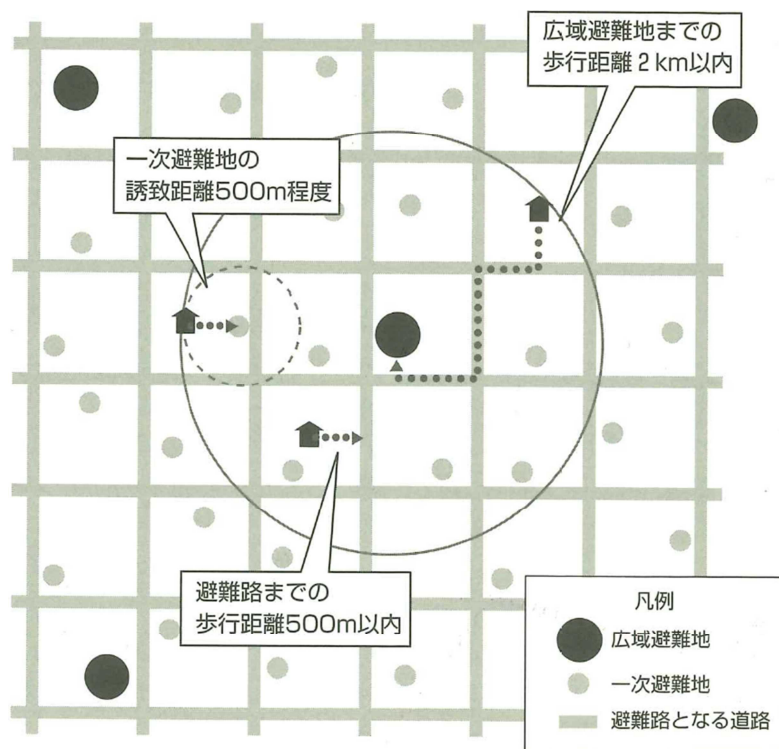 広域避難地までの
歩行距離2km以内
一次避難地の
誘致距離500m程度
避難路までの
歩行距離500m以内
凡例
広域避難地
一次避難地
避難路となる道路